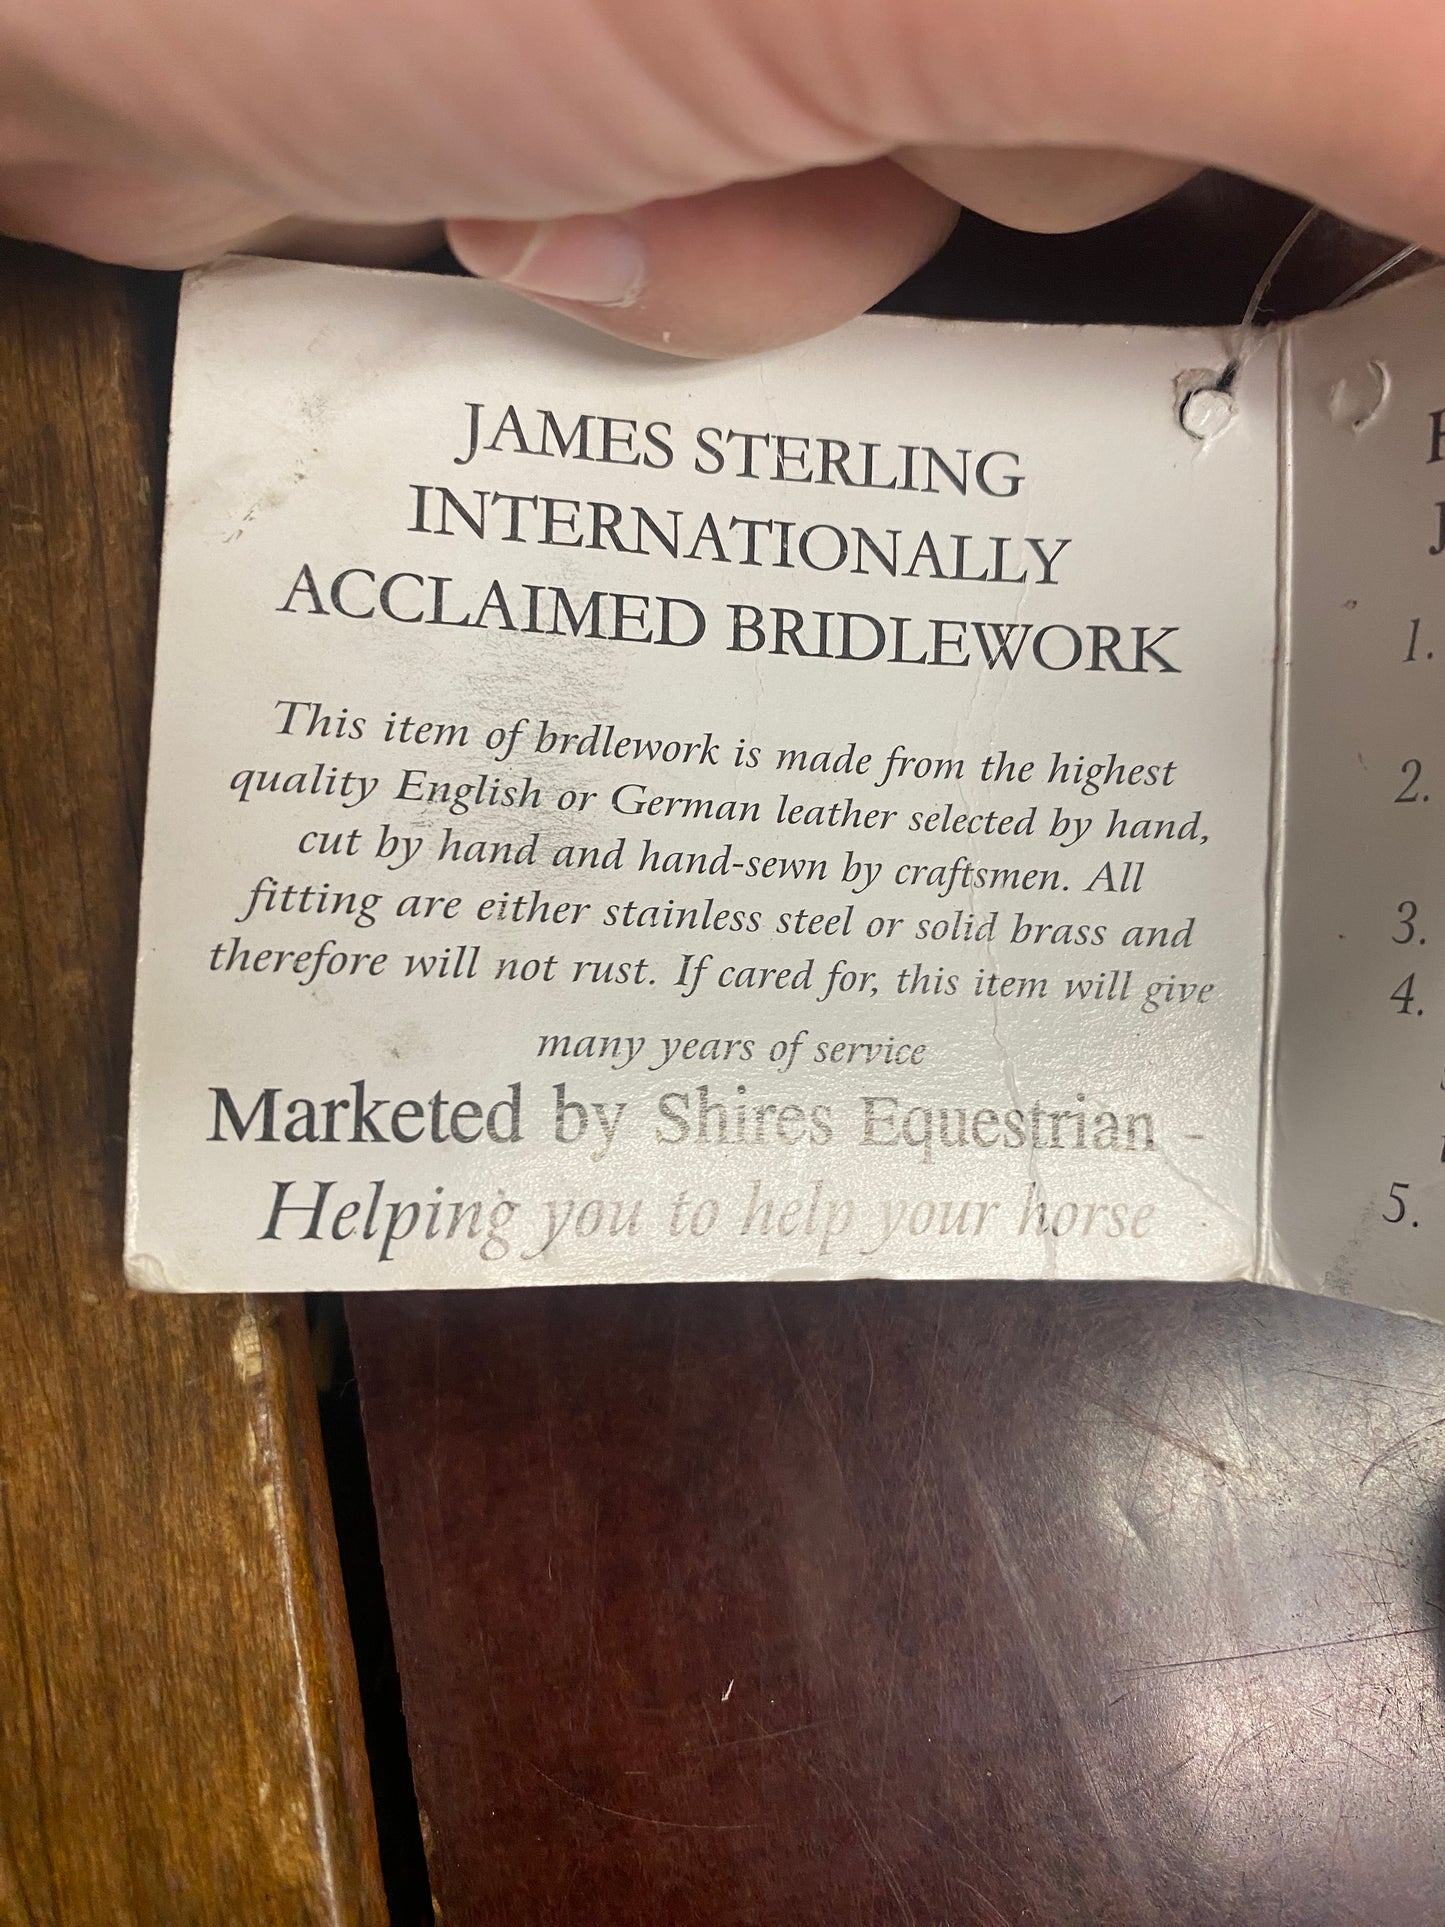 JAMES STERLING
INTERNATIONALLY
ACCLAIMED BRIDLEWORK
This item of brdlework is made from the highest
quality English or German leather selected by hand,
cut by hand and hand-sewn by craftsmen. All
fitting are either stainless steel or solid brass and
therefore will not rust. If cared for, this item will give
many years of service
Marketed by Shires Equestrian -
Helping you to help your horse
1.
2.
3.
4.
5.